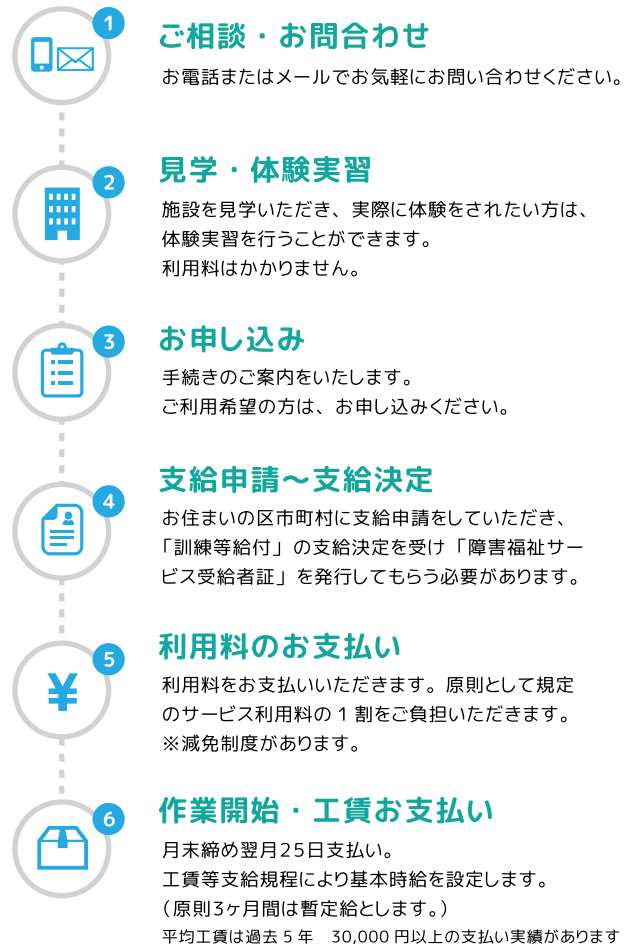 1
ご相談・お問合わせ
お電話またはメールでお気軽にお問い合わせください。
2
見学・体験実習
施設を見学いただき、実際に体験をされたい方は、
体験実習を行うことができます。
利用料はかかりません。
3
お申し込み
手続きのご案内をいたします。
ご利用希望の方は、お申し込みください。
4
支給申請〜支給決定
お住まいの区市町村に支給申請をしていただき、
「訓練等給付」の支給決定を受け「障害福祉サー
ビス受給者証」を発行してもらう必要があります。
5
¥
利用料のお支払い
利用料をお支払いいただきます。原則として規定
のサービス利用料の1割をご負担いただきます。
※減免制度があります。
6
作業開始・工賃お支払い
月末締め翌月25日支払い。
工賃等支給規程により基本時給を設定します。
（原則3ヶ月間は暫定給とします。）
平均工賃は過去5年　30,000円以上の支払い実績があります